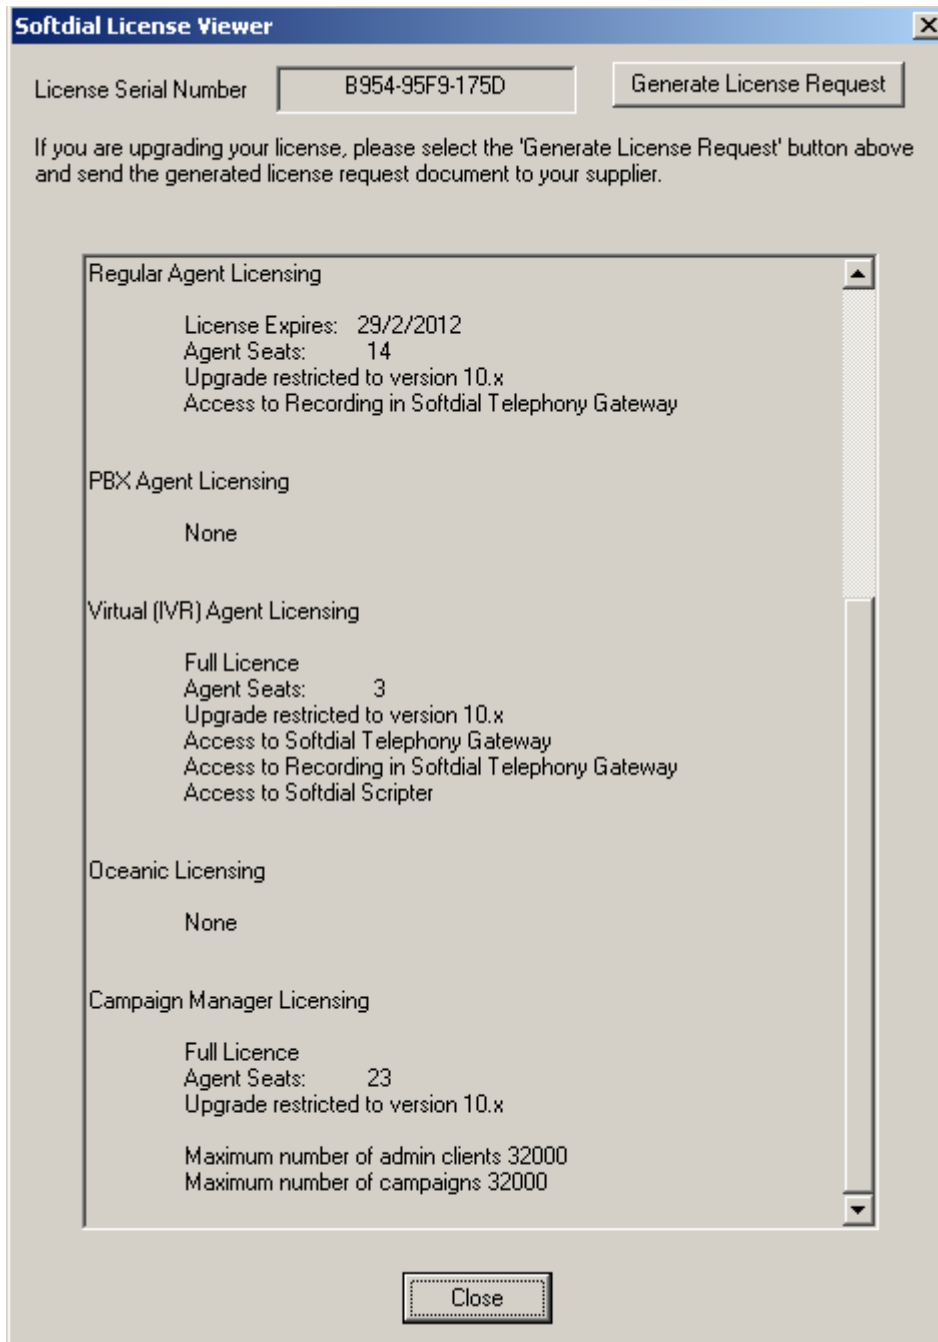 Softdial License Viewer
License Serial Number B954-95F9-175D Generate License Request
If you are upgrading your license, please select the 'Generate License Request' button above
and send the generated license request document to your supplier.
Regular Agent Licensing
License Expires: 29/2/2012
Agent Seats: 14
Upgrade restricted to version 10.x
Access to Recording in Softdial Telephony Gateway
PBX Agent Licensing
None
Virtual (IVR) Agent Licensing
Full Licence
Agent Seats: 3
Upgrade restricted to version 10.x
Access to Softdial Telephony Gateway
Access to Recording in Softdial Telephony Gateway
Access to Softdial Scripter
Oceanic Licensing
None
Campaign Manager Licensing
Full Licence
Agent Seats: 23
Upgrade restricted to version 10.x
Maximum number of admin clients 32000
Maximum number of campaigns 32000
Close